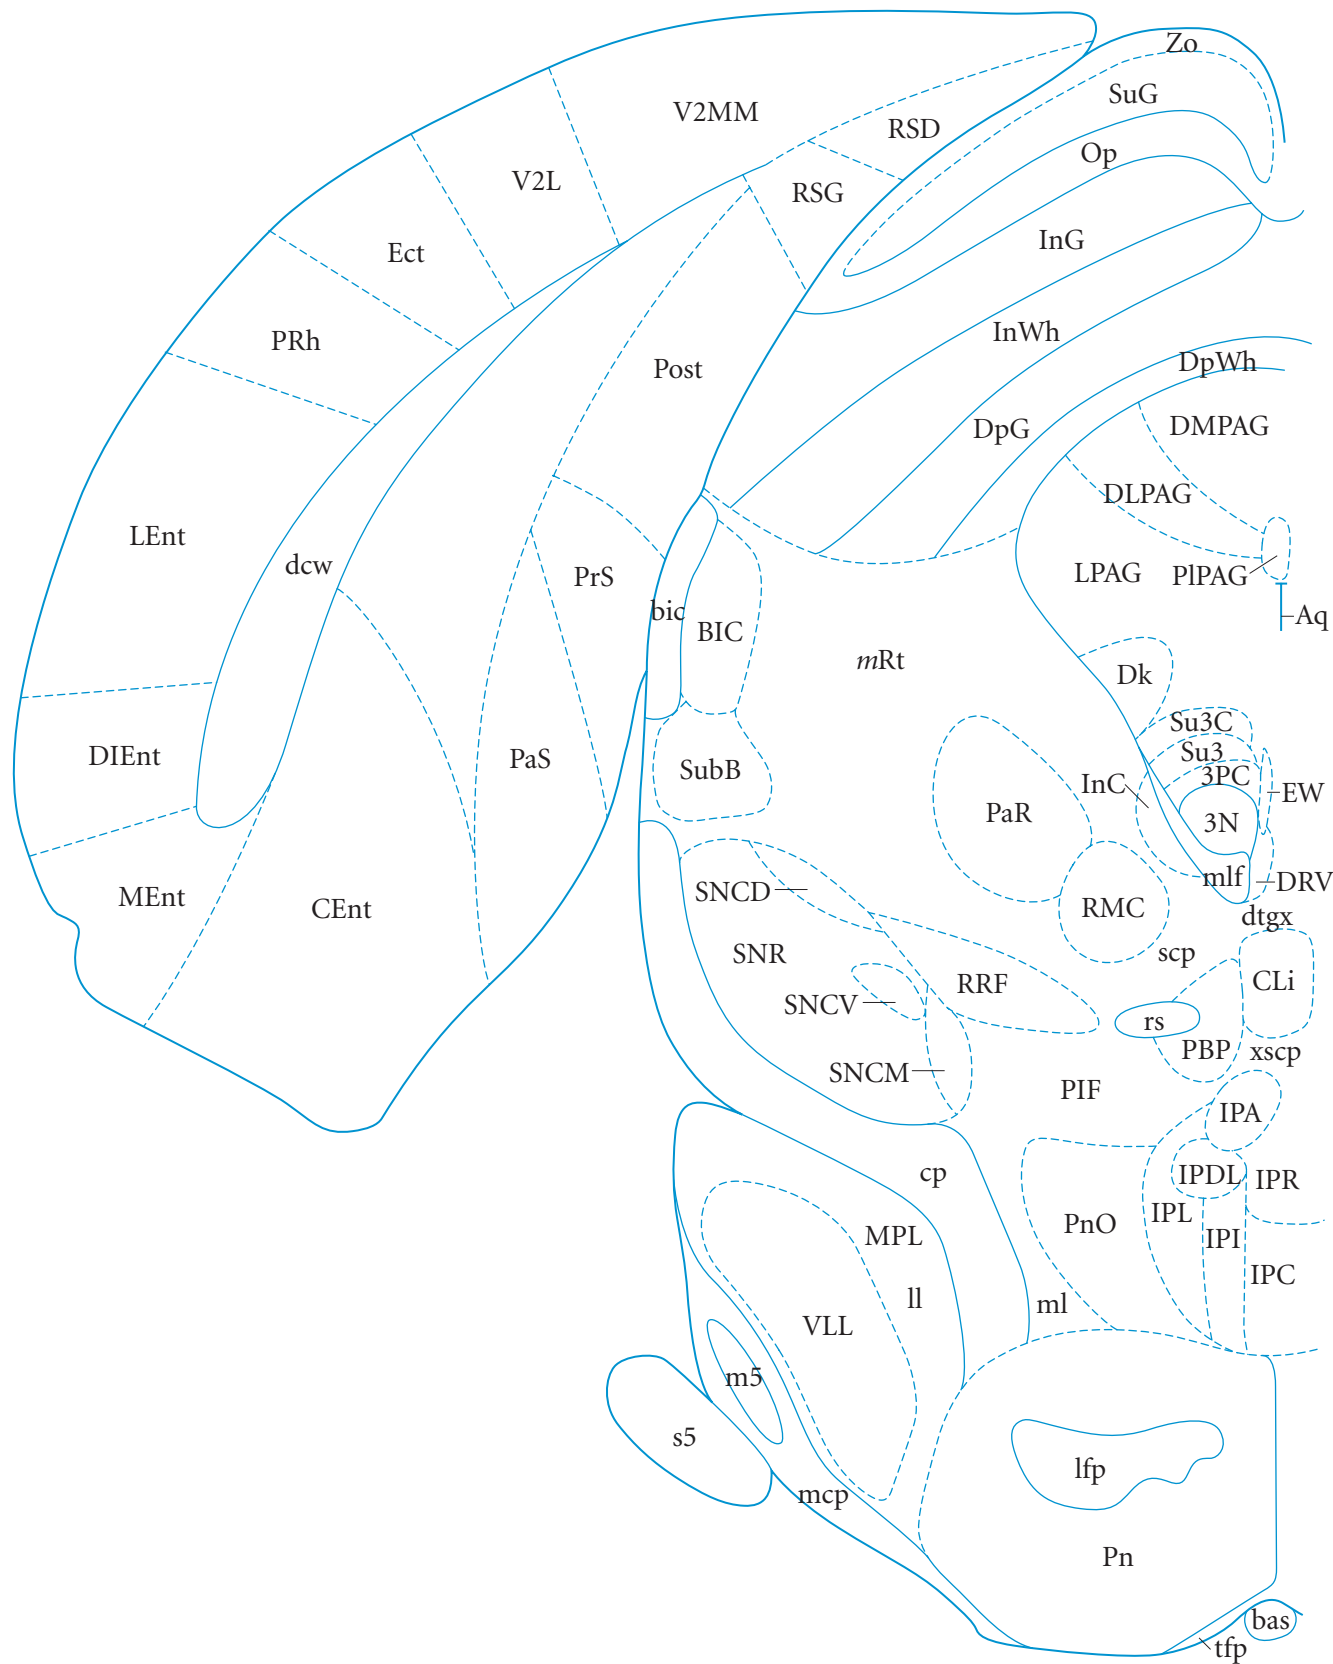 Zo
SuG
V2MM
RSD
Op
V2L
RSG
InG
Ect
InWh
PRh
DpWh
Post
DMPAG
DpG
DLPAG
LEnt
dcw
PrS
LPAG
PlPAG
bic
Aq
BIC
mRt
Dk
Su3C
Su3
DIEnt
PaS
SubB
3PC
InC
EW
PaR
3N
mlf
DRV
SNCD
MEnt
CEnt
RMC
dtgx
SNR
scp
CLi
RRF
SNCV
rs
PBP
xscp
SNCM
PIF
IPA
cp
IPDL
IPR
IPL
PnO
MPL
IPI
IPC
ll
ml
VLL
m5
s5
lfp
mcp
Pn
bas
tfp